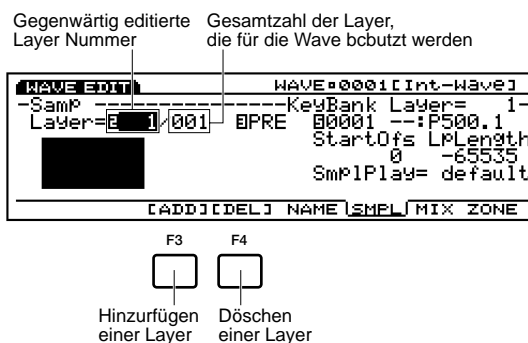 Gegenwärtig editierte
Layer Nummer
Gesamtzahl der Layer,
die für die Wave bcbutzt werden
WAVE EDIT WAVE:0001[Int-Wave]
-Samp ---------------KeyBank Layer= 1-
Layer= 1/001 PRE 0001 --:P500.1
StartOfs LpLength
0 -65535
SmplPlay= default
[ADD][DEL] NAME SMPL MIX ZONE
F3 F4
Hinzurfügen
einer Layer
Döschen
einer Layer